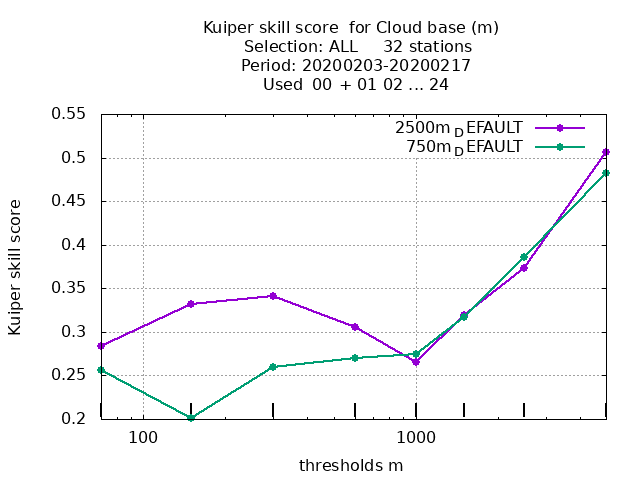 Kuiper skill score  for Cloud base (m)
Selection: ALL     32 stations
Period: 20200203-20200217
Used  00 + 01 02 ... 24
2500m_DEFAULT
750m_DEFAULT
0.55
0.5
0.45
0.4
0.35
0.3
0.25
0.2
Kuiper skill score
100
1000
thresholds m